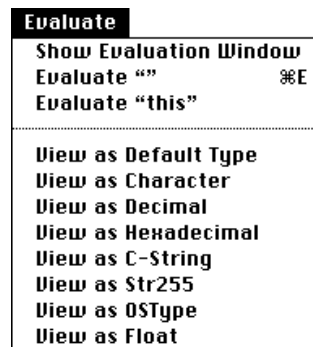 Evaluate
Show Evaluation Window
Evaluate “” ⌘E
Evaluate “this”
View as Default Type
View as Character
View as Decimal
View as Hexadecimal
View as C-String
View as Str255
View as OSType
View as Float